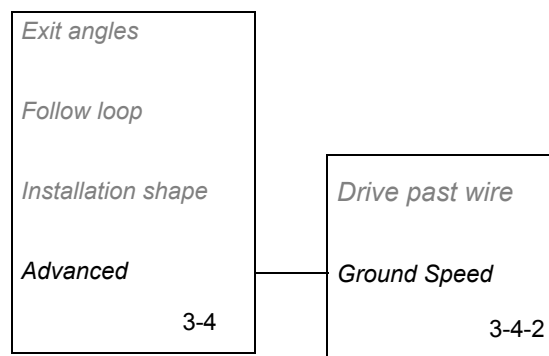 Exit angles
Follow loop
Installation shape
Advanced
3-4
Drive past wire
Ground Speed
3-4-2